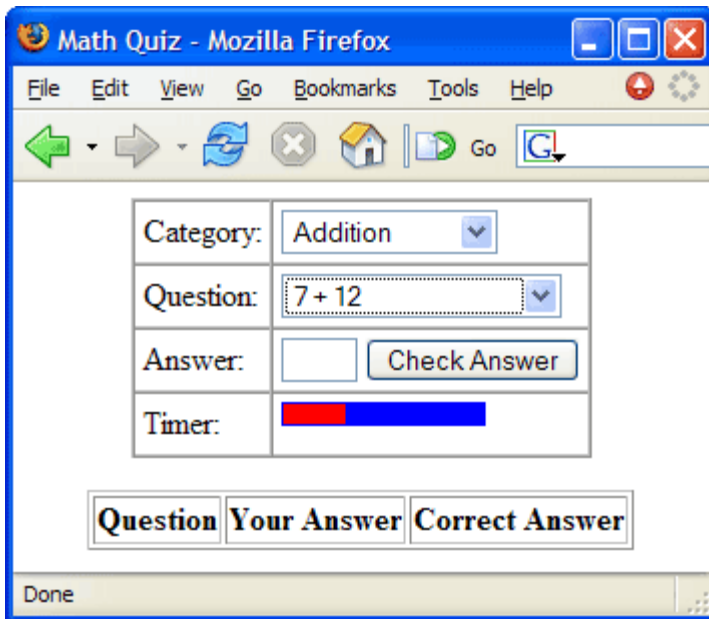 Math Quiz - Mozilla Firefox
File Edit View Go Bookmarks Tools Help
Go G
Category: Addition
Question: 7 + 12
Answer: Check Answer
Timer:
Question Your Answer Correct Answer
Done